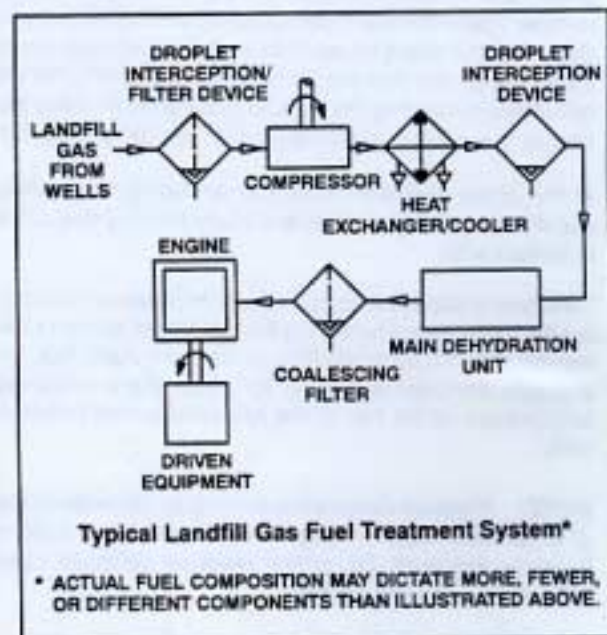 DROPLET
INTERCEPTION/
FILTER DEVICE
DROPLET
INTERCEPTION
DEVICE
LANDFILL
GAS
FROM
WELLS
COMPRESSOR
HEAT
EXCHANGER/COOLER
ENGINE
MAIN DEHYDRATION
UNIT
COALESCING
FILTER
DRIVEN
EQUIPMENT
Typical Landfill Gas Fuel Treatment System*
* ACTUAL FUEL COMPOSITION MAY DICTATE MORE, FEWER,
OR DIFFERENT COMPONENTS THAN ILLUSTRATED ABOVE.